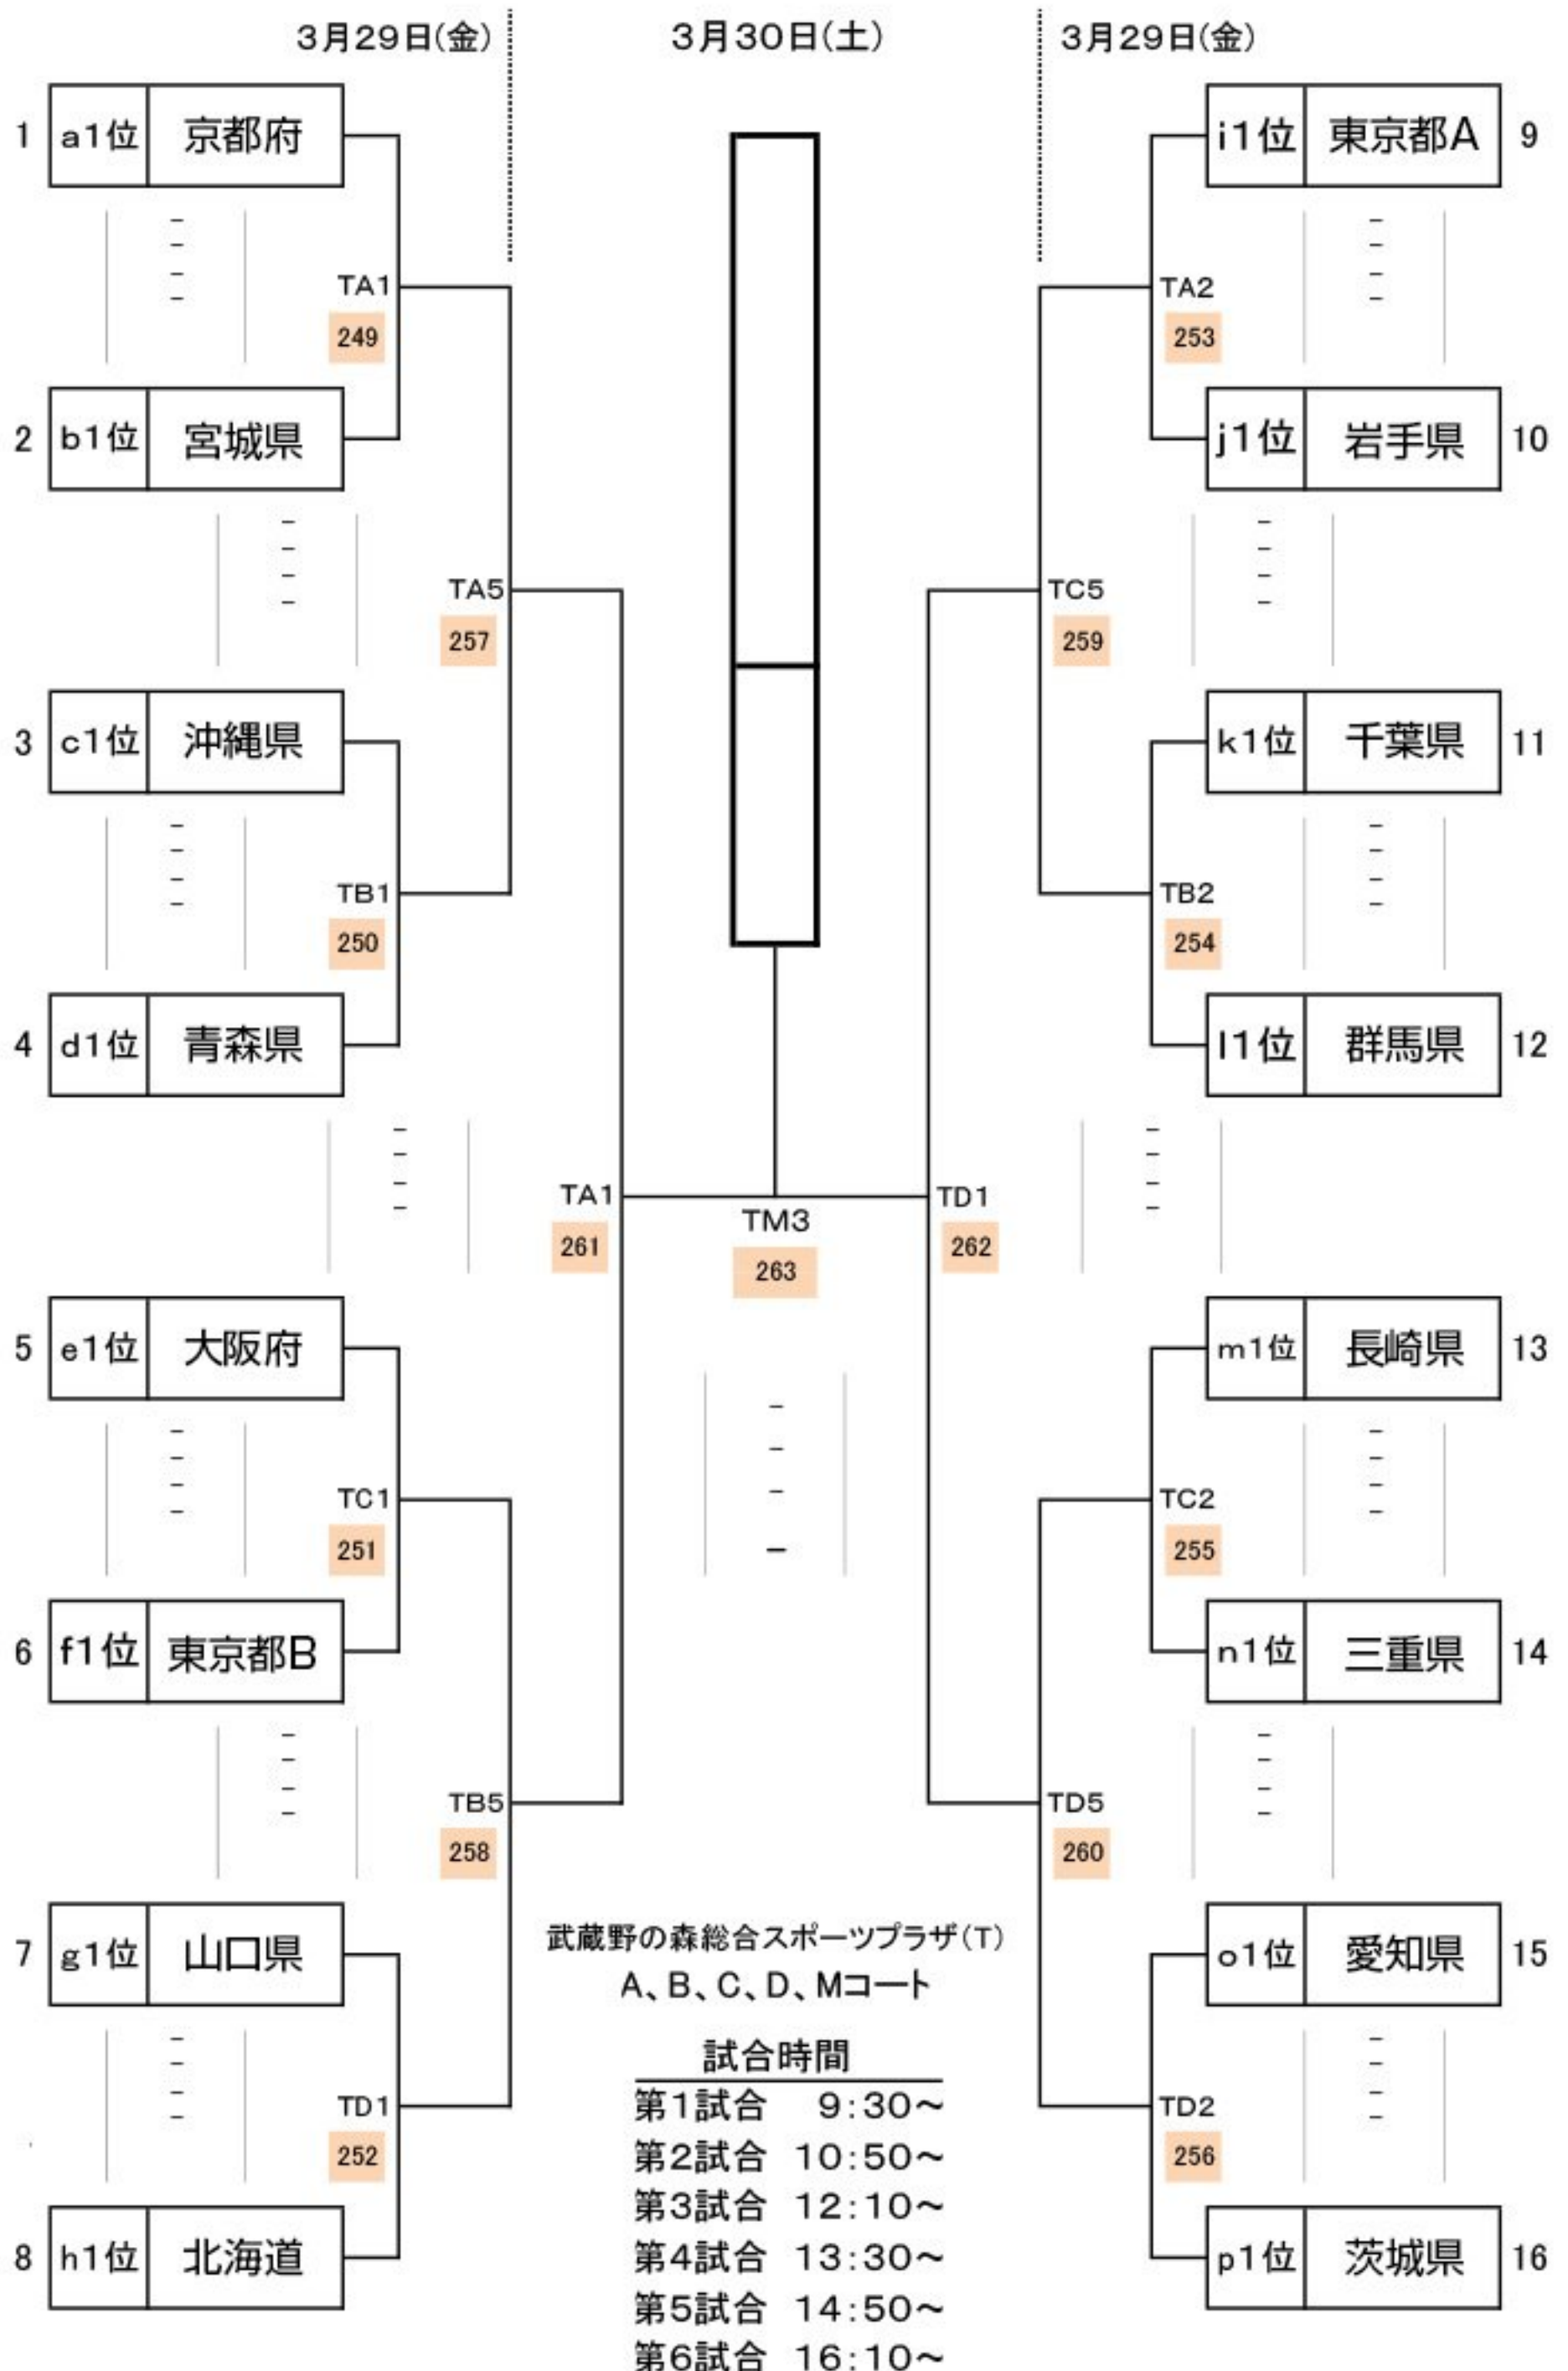 3月29日(金)
3月30日(土)
3月29日(金)
1 a1位 京都府
TA1
249
2 b1位 宮城県
TA5
257
3 c1位 沖縄県
TB1
250
4 d1位 青森県
TA1
261
5 e1位 大阪府
TC1
251
6 f1位 東京都B
TB5
258
7 g1位 山口県
TD1
252
8 h1位 北海道
TM3
263
i1位 東京都A 9
TA2
253
j1位 岩手県 10
TC5
259
k1位 千葉県 11
TB2
254
l1位 群馬県 12
TD1
262
m1位 長崎県 13
TC2
255
n1位 三重県 14
TD5
260
o1位 愛知県 15
TD2
256
p1位 茨城県 16
武蔵野の森総合スポーツプラザ(T)
A、B、C、D、Mコート
試合時間
第1試合 9:30~
第2試合 10:50~
第3試合 12:10~
第4試合 13:30~
第5試合 14:50~
第6試合 16:10~